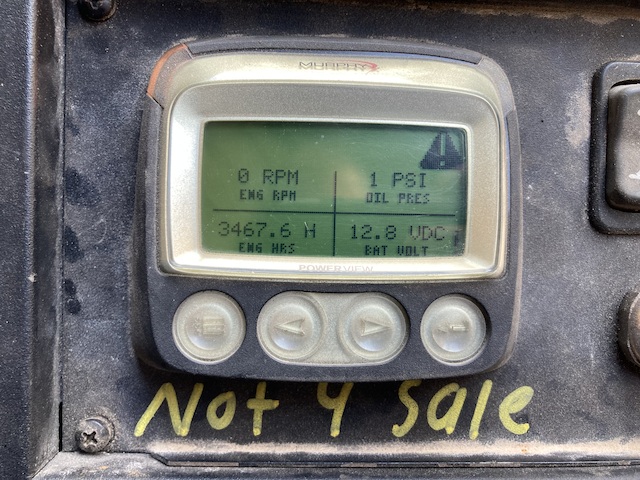 MURPHY
0 RPM
ENG RPM
1 PSI
OIL PRES
3467.6 H
ENG HRS
12.8 VDC
BAT VOLT
POWERVIEW
Not 4 Sale